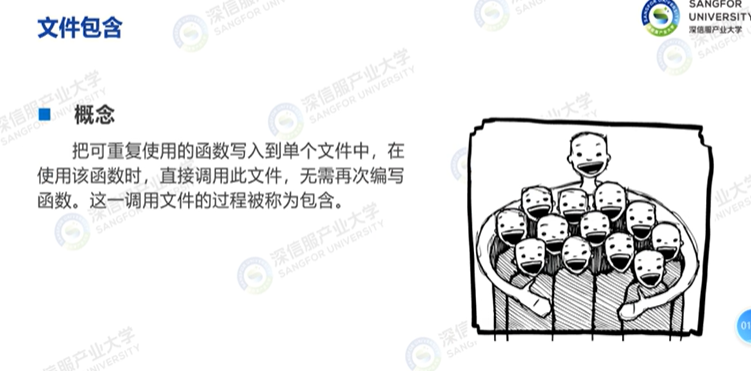 文件包含
SANGFOR
UNIVERSITY
深信服产业大学
概念
把可重复使用的函数写入到单个文件中，在
使用该函数时，直接调用此文件，无需再次编写
函数。这一调用文件的过程被称为包含。
01
深信服产业大学
SANGFOR UNIVERSITY